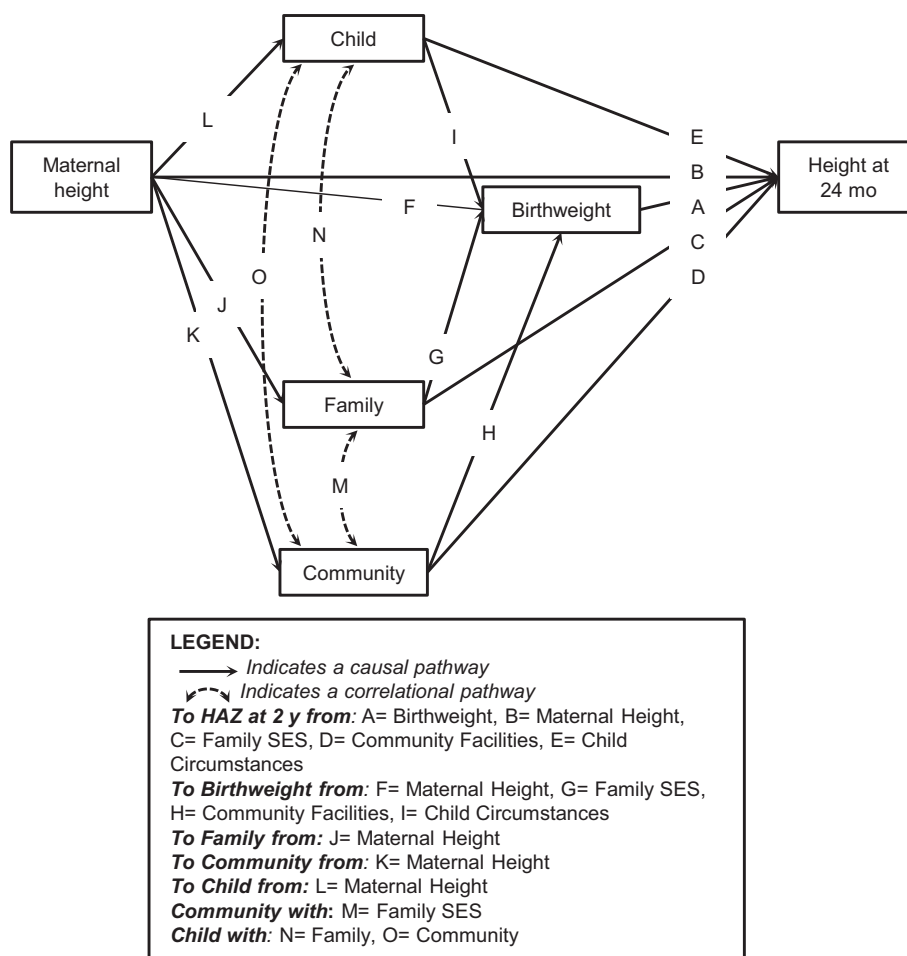 Child
L
I
E
Maternal
height
B
Height at
24 mo
F
A
Birthweight
N
C
O
D
J
K
G
Family
H
M
Community
LEGEND:
Indicates a causal pathway
Indicates a correlational pathway
To HAZ at 2 y from: A= Birthweight, B= Maternal Height,
C= Family SES, D= Community Facilities, E= Child
Circumstances
To Birthweight from: F= Maternal Height, G= Family SES,
H= Community Facilities, I= Child Circumstances
To Family from: J= Maternal Height
To Community from: K= Maternal Height
To Child from: L= Maternal Height
Community with: M= Family SES
Child with: N= Family, O= Community